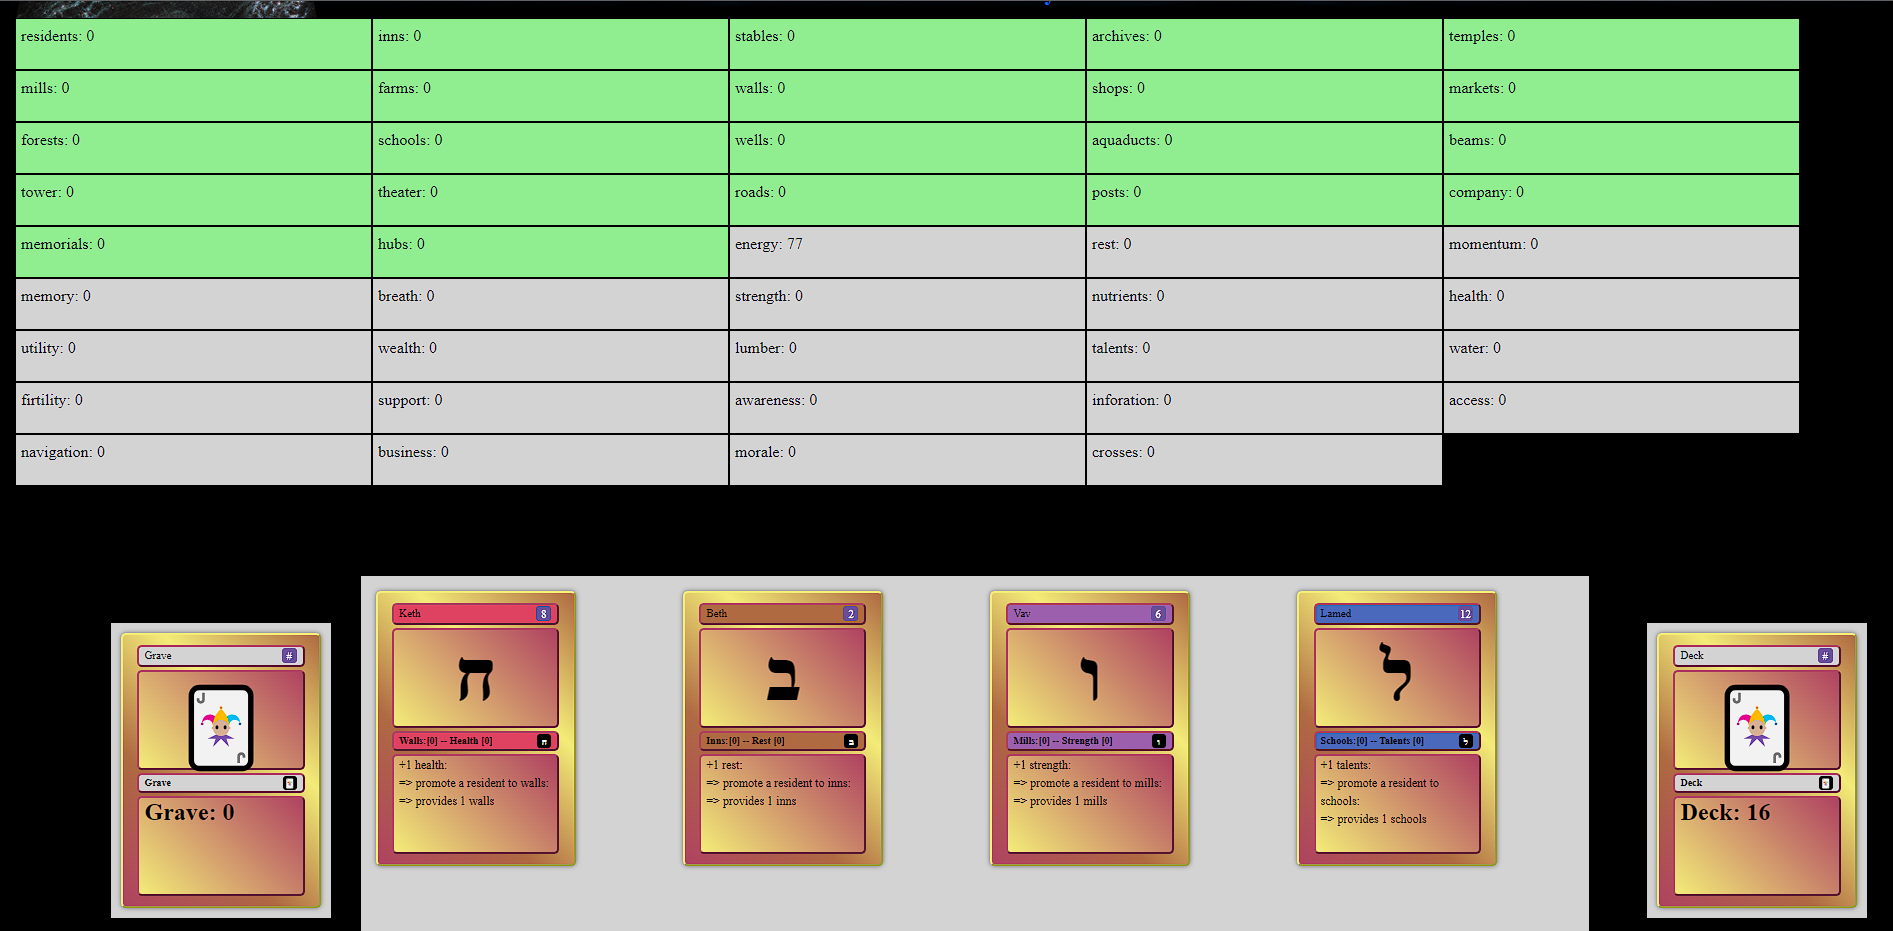 residents: 0 inns: 0 stables: 0 archives: 0 temples: 0
mills: 0 farms: 0 walls: 0 shops: 0 markets: 0
forests: 0 schools: 0 wells: 0 aquaducts: 0 beams: 0
tower: 0 theater: 0 roads: 0 posts: 0 company: 0
memorials: 0 hubs: 0 energy: 77 rest: 0 momentum: 0
memory: 0 breath: 0 strength: 0 nutrients: 0 health: 0
utility: 0 wealth: 0 lumber: 0 talents: 0 water: 0
firtility: 0 support: 0 awareness: 0 inforation: 0 access: 0
navigation: 0 business: 0 morale: 0 crosses: 0
Grave #
J
J
Grave
Grave: 0
Keth 8
ח
Walls:[0] -- Health [0] ח
+1 health:
=> promote a resident to walls:
=> provides 1 walls
Beth 2
ב
Inns:[0] -- Rest [0] ב
+1 rest:
=> promote a resident to inns:
=> provides 1 inns
Vav 6
ו
Mills:[0] -- Strength [0] ו
+1 strength:
=> promote a resident to mills:
=> provides 1 mills
Lamed 12
ל
Schools:[0] -- Talents [0] ל
+1 talents:
=> promote a resident to
schools:
=> provides 1 schools
Deck #
J
J
Deck
Deck: 16